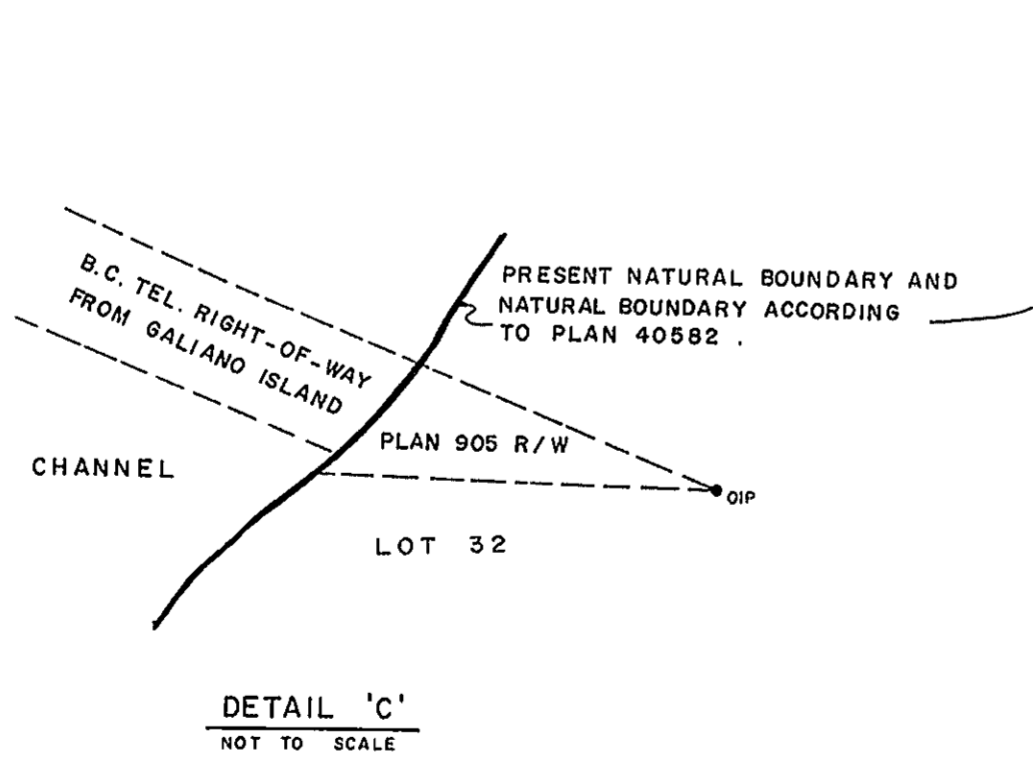 B.C. TEL. RIGHT-OF-WAY
FROM GALIANO ISLAND
PRESENT NATURAL BOUNDARY AND
NATURAL BOUNDARY ACCORDING
TO PLAN 40582 .
PLAN 905 R/W
CHANNEL
OIP
LOT 32
DETAIL 'C'
NOT TO SCALE